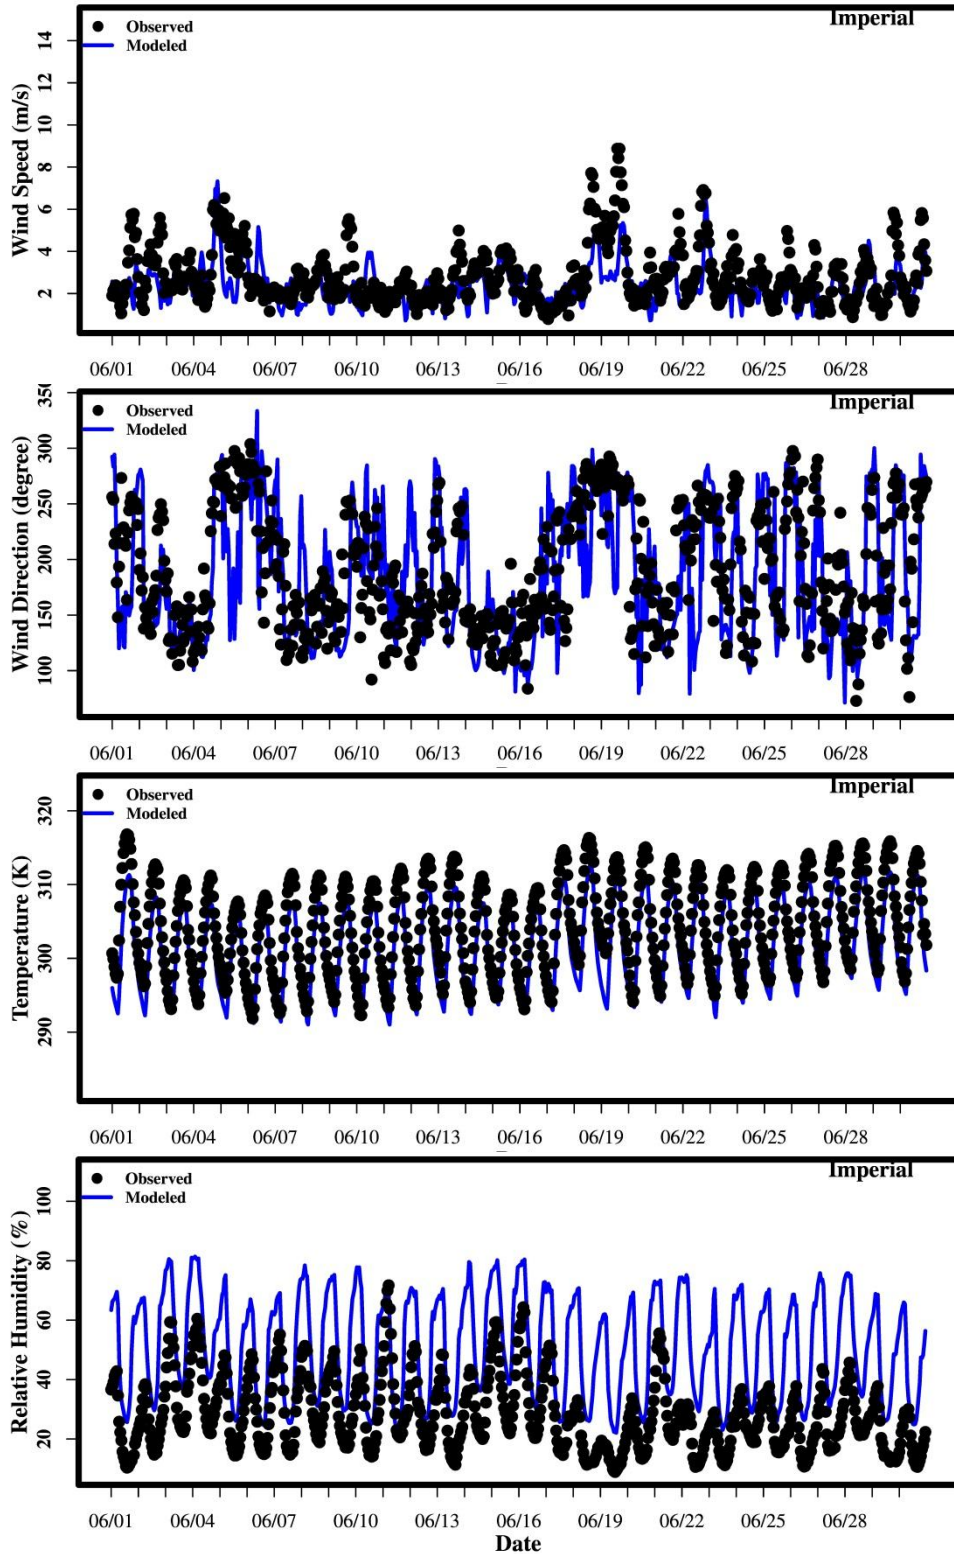 Imperial
Observed
Modeled
Wind Speed (m/s)
14
12
10
8
6
4
2
06/01 06/04 06/07 06/10 06/13 06/16 06/19 06/22 06/25 06/28
Imperial
Observed
Modeled
Wind Direction (degree)
350
300
250
200
150
100
06/01 06/04 06/07 06/10 06/13 06/16 06/19 06/22 06/25 06/28
Imperial
Observed
Modeled
Temperature (K)
320
310
300
290
06/01 06/04 06/07 06/10 06/13 06/16 06/19 06/22 06/25 06/28
Imperial
Observed
Modeled
Relative Humidity (%)
100
80
60
40
20
06/01 06/04 06/07 06/10 06/13 06/16 06/19 06/22 06/25 06/28
Date